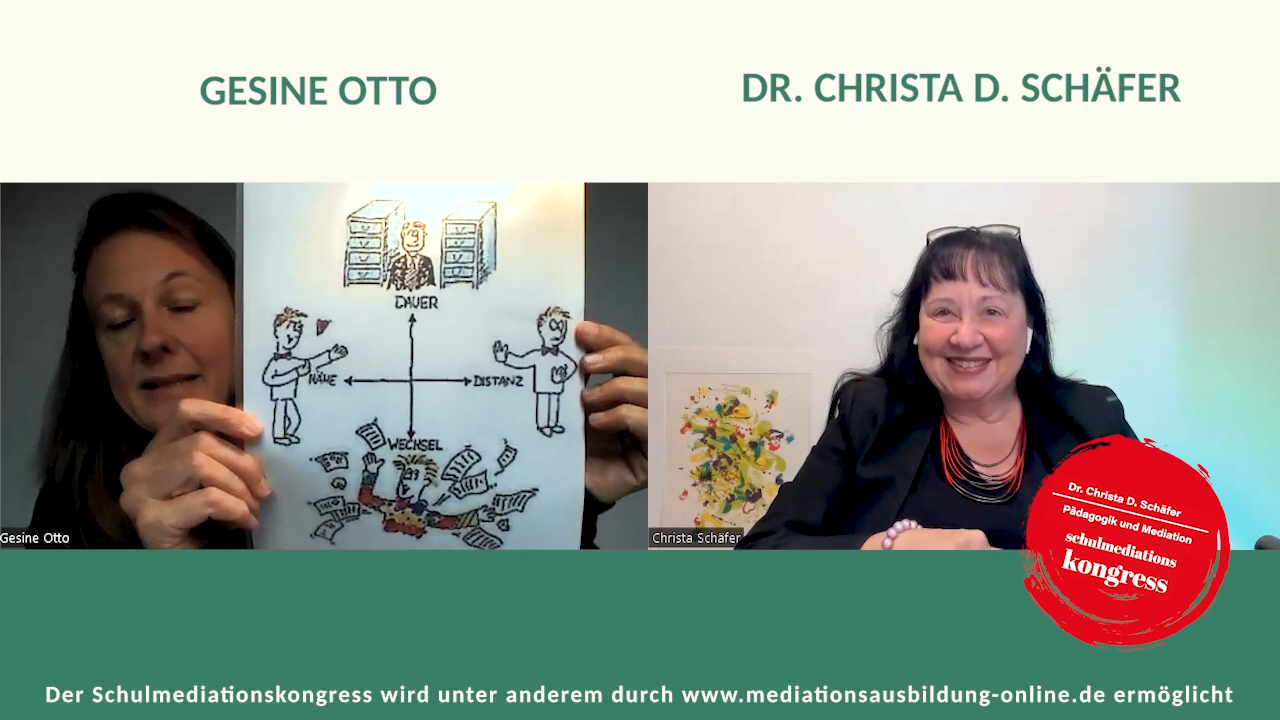 GESINE OTTO
DR. CHRISTA D. SCHÄFER
DAUER
NÄHE
DISTANZ
WECHSEL
Gesine Otto
Christa Schäfer
Dr. Christa D. Schäfer
Pädagogik und Mediation
schulmediations
kongress
Der Schulmediationskongress wird unter anderem durch www.mediationsausbildung-online.de ermöglicht